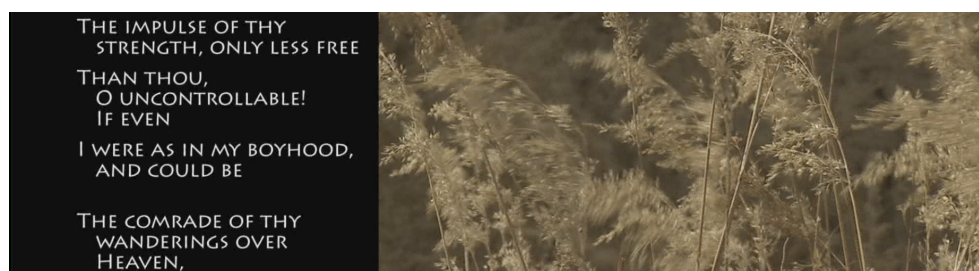 The impulse of thy
strength, only less free
Than thou,
O uncontrollable!
If even
I were as in my boyhood,
and could be
The comrade of thy
wanderings over
Heaven,